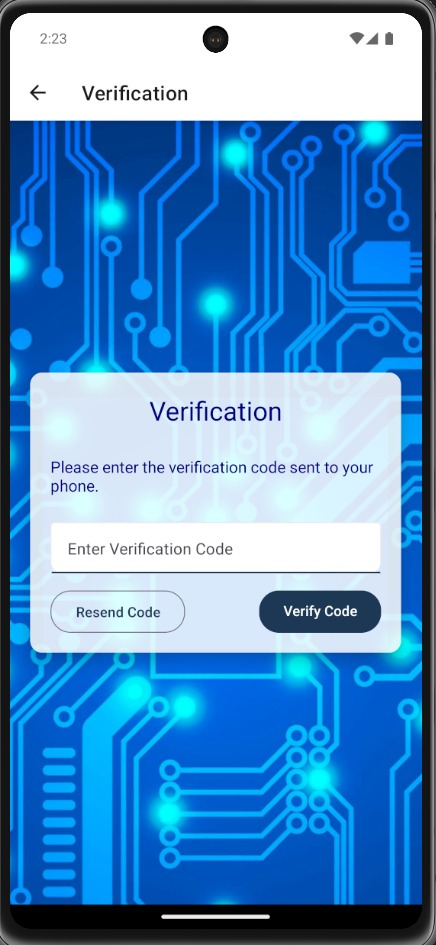 2:23
Verification
Verification
Please enter the verification code sent to your
phone.
Enter Verification Code
Resend Code
Verify Code